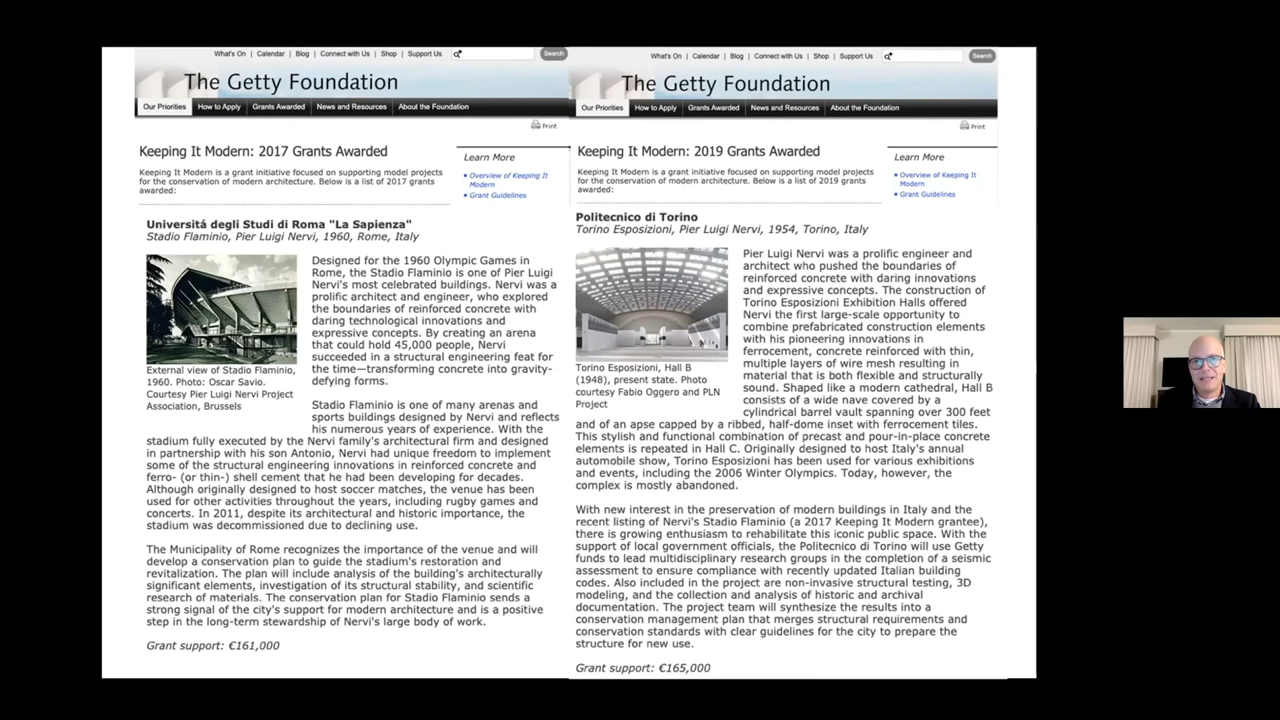 What's On | Calendar | Blog | Connect with Us | Shop | Support Us
Search
The Getty Foundation
Our Priorities
How to Apply
Grants Awarded
News and Resources
About the Foundation
Print
Keeping It Modern: 2017 Grants Awarded
Keeping It Modern is a grant initiative focused on supporting model projects
for the conservation of modern architecture. Below is a list of 2017 grants
awarded:
Learn More
Overview of Keeping It
Modern
Grant Guidelines
Universitá degli Studi di Roma "La Sapienza"
Stadio Flaminio, Pier Luigi Nervi, 1960, Rome, Italy
External view of Stadio Flaminio,
1960. Photo: Oscar Savio.
Courtesy Pier Luigi Nervi Project
Association, Brussels
Designed for the 1960 Olympic Games in
Rome, the Stadio Flaminio is one of Pier Luigi
Nervi's most celebrated buildings. Nervi was a
prolific architect and engineer, who explored
the boundaries of reinforced concrete with
daring technological innovations and
expressive concepts. By creating an arena
that could hold 45,000 people, Nervi
succeeded in a structural engineering feat for
the time—transforming concrete into gravity-
defying forms.
Stadio Flaminio is one of many arenas and
sports buildings designed by Nervi and reflects
his numerous years of experience. With the
stadium fully executed by the Nervi family's architectural firm and designed
in partnership with his son Antonio, Nervi had unique freedom to implement
some of the structural engineering innovations in reinforced concrete and
ferro- (or thin-) shell cement that he had been developing for decades.
Although originally designed to host soccer matches, the venue has been
used for other activities throughout the years, including rugby games and
concerts. In 2011, despite its architectural and historic importance, the
stadium was decommissioned due to declining use.
The Municipality of Rome recognizes the importance of the venue and will
develop a conservation plan to guide the stadium's restoration and
revitalization. The plan will include analysis of the building's architecturally
significant elements, investigation of its structural stability, and scientific
research of materials. The conservation plan for Stadio Flaminio sends a
strong signal of the city's support for modern architecture and is a positive
step in the long-term stewardship of Nervi's large body of work.
Grant support: €161,000
What's On | Calendar | Blog | Connect with Us | Shop | Support Us
Search
The Getty Foundation
Our Priorities
How to Apply
Grants Awarded
News and Resources
About the Foundation
Print
Keeping It Modern: 2019 Grants Awarded
Keeping It Modern is a grant initiative focused on supporting model projects
for the conservation of modern architecture. Below is a list of 2019 grants
awarded:
Learn More
Overview of Keeping It
Modern
Grant Guidelines
Politecnico di Torino
Torino Esposizioni, Pier Luigi Nervi, 1954, Torino, Italy
Torino Esposizioni, Hall B
(1948), present state. Photo
courtesy Fabio Oggero and PLN
Project
Pier Luigi Nervi was a prolific engineer and
architect who pushed the boundaries of
reinforced concrete with daring innovations
and expressive concepts. The construction of
Torino Esposizioni Exhibition Halls offered
Nervi the first large-scale opportunity to
combine prefabricated construction elements
with his pioneering innovations in
ferrocement, concrete reinforced with thin,
multiple layers of wire mesh resulting in
material that is both flexible and structurally
sound. Shaped like a modern cathedral, Hall B
consists of a wide nave covered by a
cylindrical barrel vault spanning over 300 feet
and of an apse capped by a ribbed, half-dome inset with ferrocement tiles.
This stylish and functional combination of precast and pour-in-place concrete
elements is repeated in Hall C. Originally designed to host Italy's annual
automobile show, Torino Esposizioni has been used for various exhibitions
and events, including the 2006 Winter Olympics. Today, however, the
complex is mostly abandoned.
With new interest in the preservation of modern buildings in Italy and the
recent listing of Nervi's Stadio Flaminio (a 2017 Keeping It Modern grantee),
there is growing enthusiasm to rehabilitate this iconic public space. With the
support of local government officials, the Politecnico di Torino will use Getty
funds to lead multidisciplinary research groups in the completion of a seismic
assessment to ensure compliance with recently updated Italian building
codes. Also included in the project are non-invasive structural testing, 3D
modeling, and the collection and analysis of historic and archival
documentation. The project team will synthesize the results into a
conservation management plan that merges structural requirements and
conservation standards with clear guidelines for the city to prepare the
structure for new use.
Grant support: €165,000